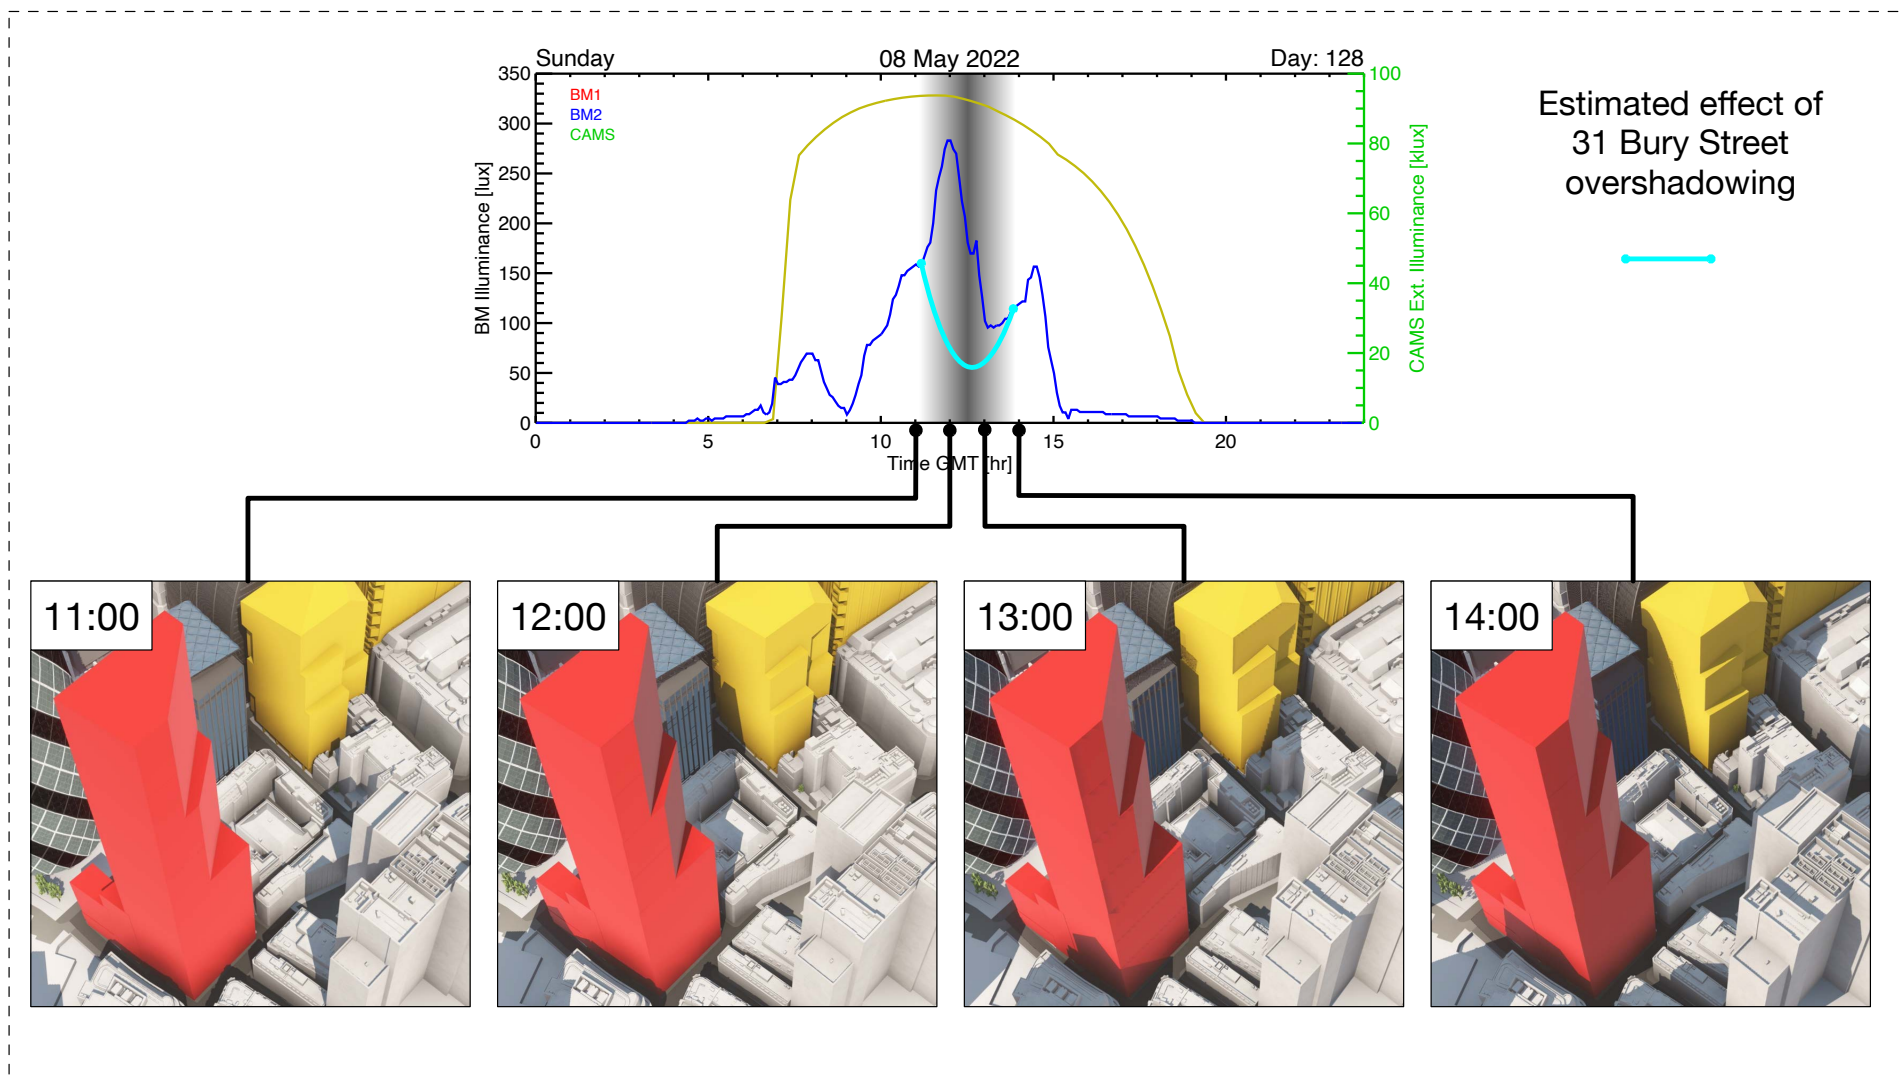 Sunday 08 May 2022 Day: 128
350 100
BM1
BM2
CAMS
300
80
250
60
200
150
40
100
20
50
0 0
BM Illuminance [lux]
CAMS Ext. Illuminance [klux]
0 5 10 15 20
Time GMT [hr]
Estimated effect of
31 Bury Street
overshadowing
11:00
12:00
13:00
14:00